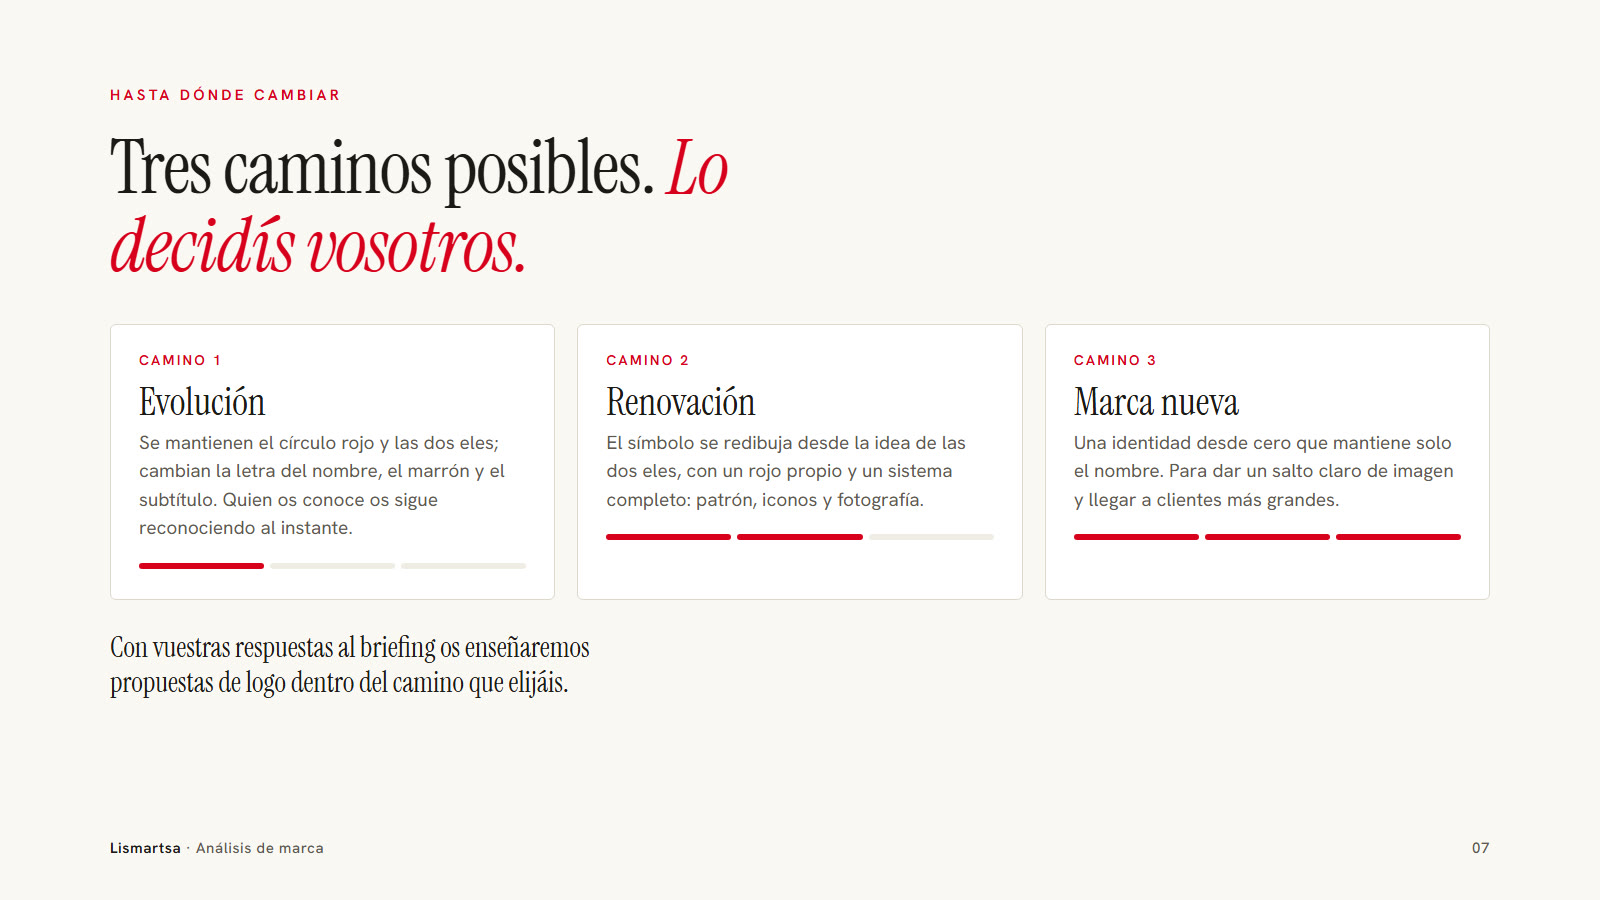 HASTA DÓNDE CAMBIAR
Tres caminos posibles. Lo
decidís vosotros.
CAMINO 1
Evolución
Se mantienen el círculo rojo y las dos eles;
cambian la letra del nombre, el marrón y el
subtítulo. Quien os conoce os sigue
reconociendo al instante.
CAMINO 2
Renovación
El símbolo se redibuja desde la idea de las
dos eles, con un rojo propio y un sistema
completo: patrón, iconos y fotografía.
CAMINO 3
Marca nueva
Una identidad desde cero que mantiene solo
el nombre. Para dar un salto claro de imagen
y llegar a clientes más grandes.
Con vuestras respuestas al briefing os enseñaremos
propuestas de logo dentro del camino que elijáis.
Lismartsa · Análisis de marca
07